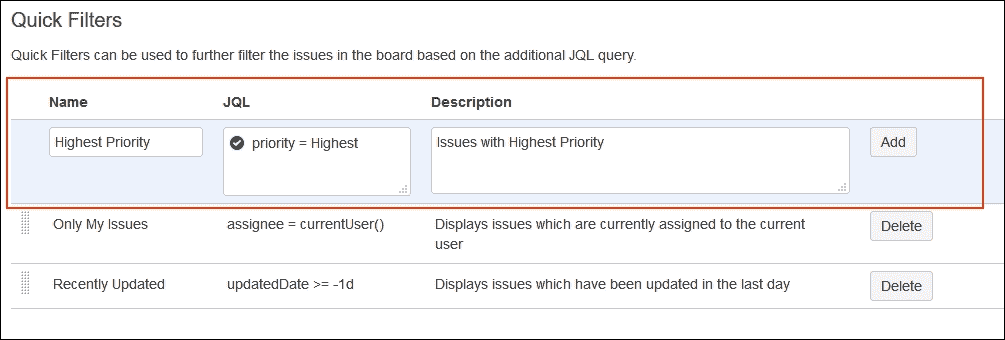 Quick Filters
Quick Filters can be used to further filter the issues in the board based on the additional JQL query.
Name JQL Description
Highest Priority priority = Highest Issues with Highest Priority Add
Only My Issues assignee = currentUser() Displays issues which are currently assigned to the current Delete
user
Recently Updated updatedDate >= -1d Displays issues which have been updated in the last day Delete